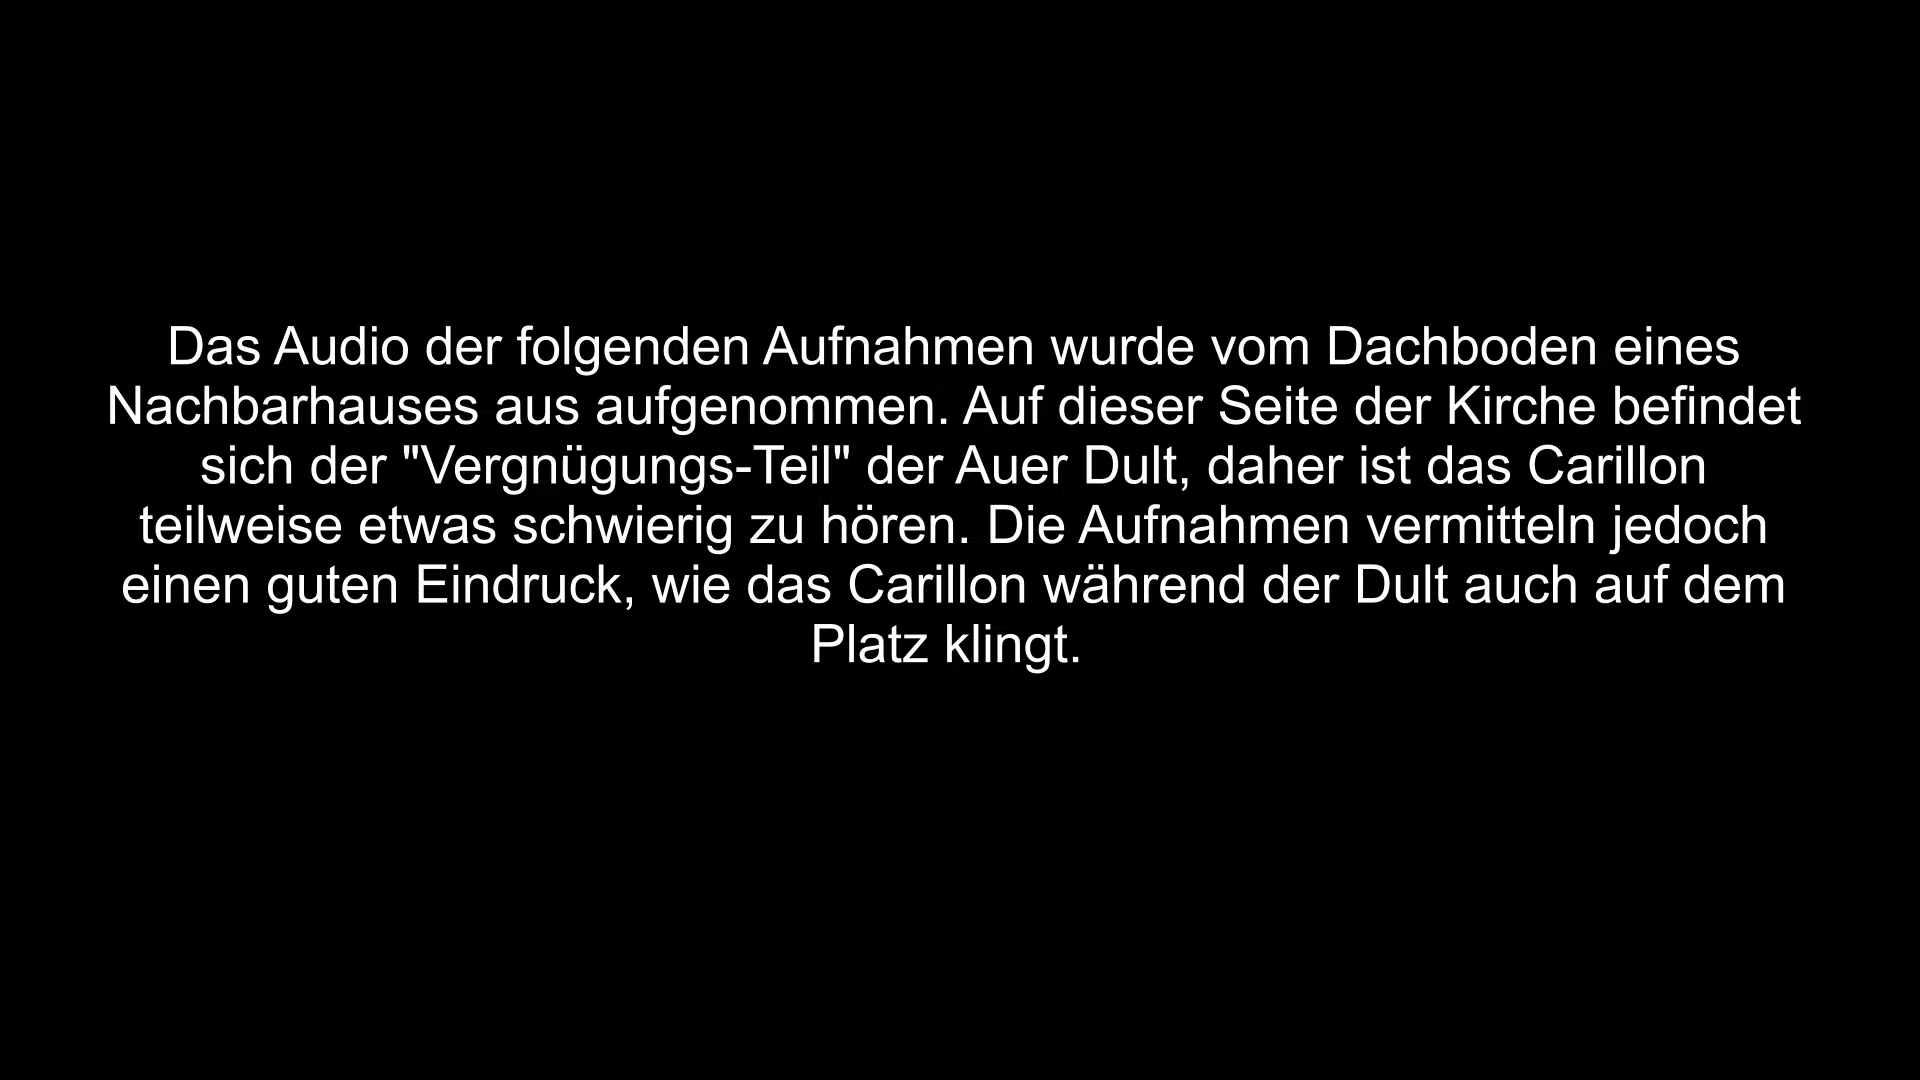 Das Audio der folgenden Aufnahmen wurde vom Dachboden eines
Nachbarhauses aus aufgenommen. Auf dieser Seite der Kirche befindet
sich der "Vergnügungs-Teil" der Auer Dult, daher ist das Carillon
teilweise etwas schwierig zu hören. Die Aufnahmen vermitteln jedoch
einen guten Eindruck, wie das Carillon während der Dult auch auf dem
Platz klingt.